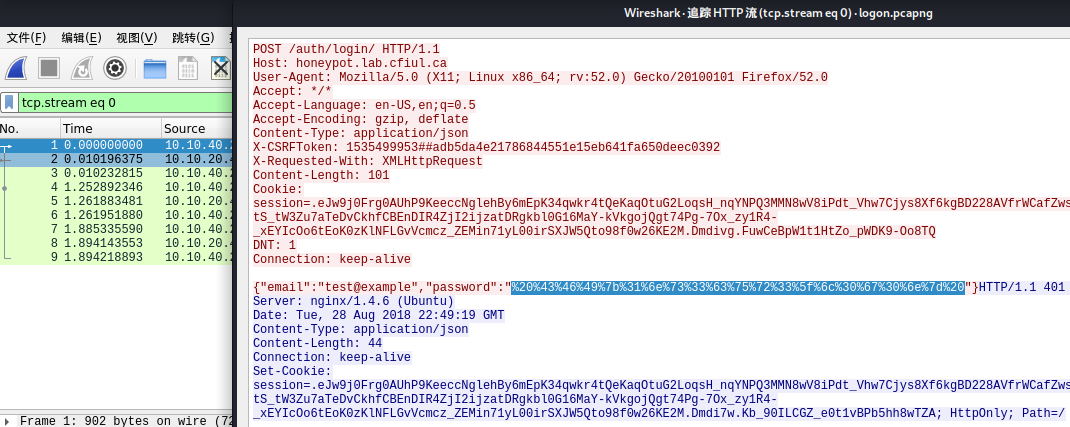 Wireshark · 追踪 HTTP 流 (tcp.stream eq 0) · logon.pcapng
文件(F) 编辑(E) 视图(V) 跳转(G)
tcp.stream eq 0
No. Time Source
1 0.000000000 10.10.40.2
2 0.010196375 10.10.20.4
3 0.010232815 10.10.40.2
4 1.252892346 10.10.40.2
5 1.261883481 10.10.20.4
6 1.261951880 10.10.40.2
7 1.885335590 10.10.40.2
8 1.894143553 10.10.20.4
9 1.894218893 10.10.40.2
Frame 1: 902 bytes on wire (72
POST /auth/login/ HTTP/1.1
Host: honeypot.lab.cfiul.ca
User-Agent: Mozilla/5.0 (X11; Linux x86_64; rv:52.0) Gecko/20100101 Firefox/52.0
Accept: */*
Accept-Language: en-US,en;q=0.5
Accept-Encoding: gzip, deflate
Content-Type: application/json
X-CSRFToken: 1535499953##adb5da4e21786844551e15eb641fa650deec0392
X-Requested-With: XMLHttpRequest
Content-Length: 101
Cookie:
session=.eJw9j0Frg0AUhP9KeeccNglehBy6mEpK34qwkr4tQeKaqOtuG2LoqsH_nqYNPQ3MMN8wV8iPdt_Vhw7Cjys8Xf6kgBD228AVfrWCafZws
tS_tW3Zu7aTeDvCkhfCBEnDIR4ZjI2ijzatDRgkbl0G16MaY-kVkgojQgt74Pg-7Ox_zy1R4-
_xEYIcOo6tEoK0zKlNFLGvVcmcz_ZEMin71yL00irSXJW5Qto98f0w26KE2M.Dmdivg.FuwCeBpW1t1HtZo_pWDK9-Oo8TQ
DNT: 1
Connection: keep-alive
{"email":"test@example","password":"%20%43%46%49%7b%31%6e%73%33%63%75%72%33%5f%6c%30%67%30%6e%7d%20"}HTTP/1.1 401
Server: nginx/1.4.6 (Ubuntu)
Date: Tue, 28 Aug 2018 22:49:19 GMT
Content-Type: application/json
Content-Length: 44
Connection: keep-alive
Set-Cookie:
session=.eJw9j0Frg0AUhP9KeeccNglehBy6mEpK34qwkr4tQeKaqOtuG2LoqsH_nqYNPQ3MMN8wV8iPdt_Vhw7Cjys8Xf6kgBD228AVfrWCafZws
tS_tW3Zu7aTeDvCkhfCBEnDIR4ZjI2ijzatDRgkbl0G16MaY-kVkgojQgt74Pg-7Ox_zy1R4-
_xEYIcOo6tEoK0zKlNFLGvVcmcz_ZEMin71yL00irSXJW5Qto98f0w26KE2M.Dmdi7w.Kb_90ILCGZ_e0t1vBPb5hh8wTZA; HttpOnly; Path=/